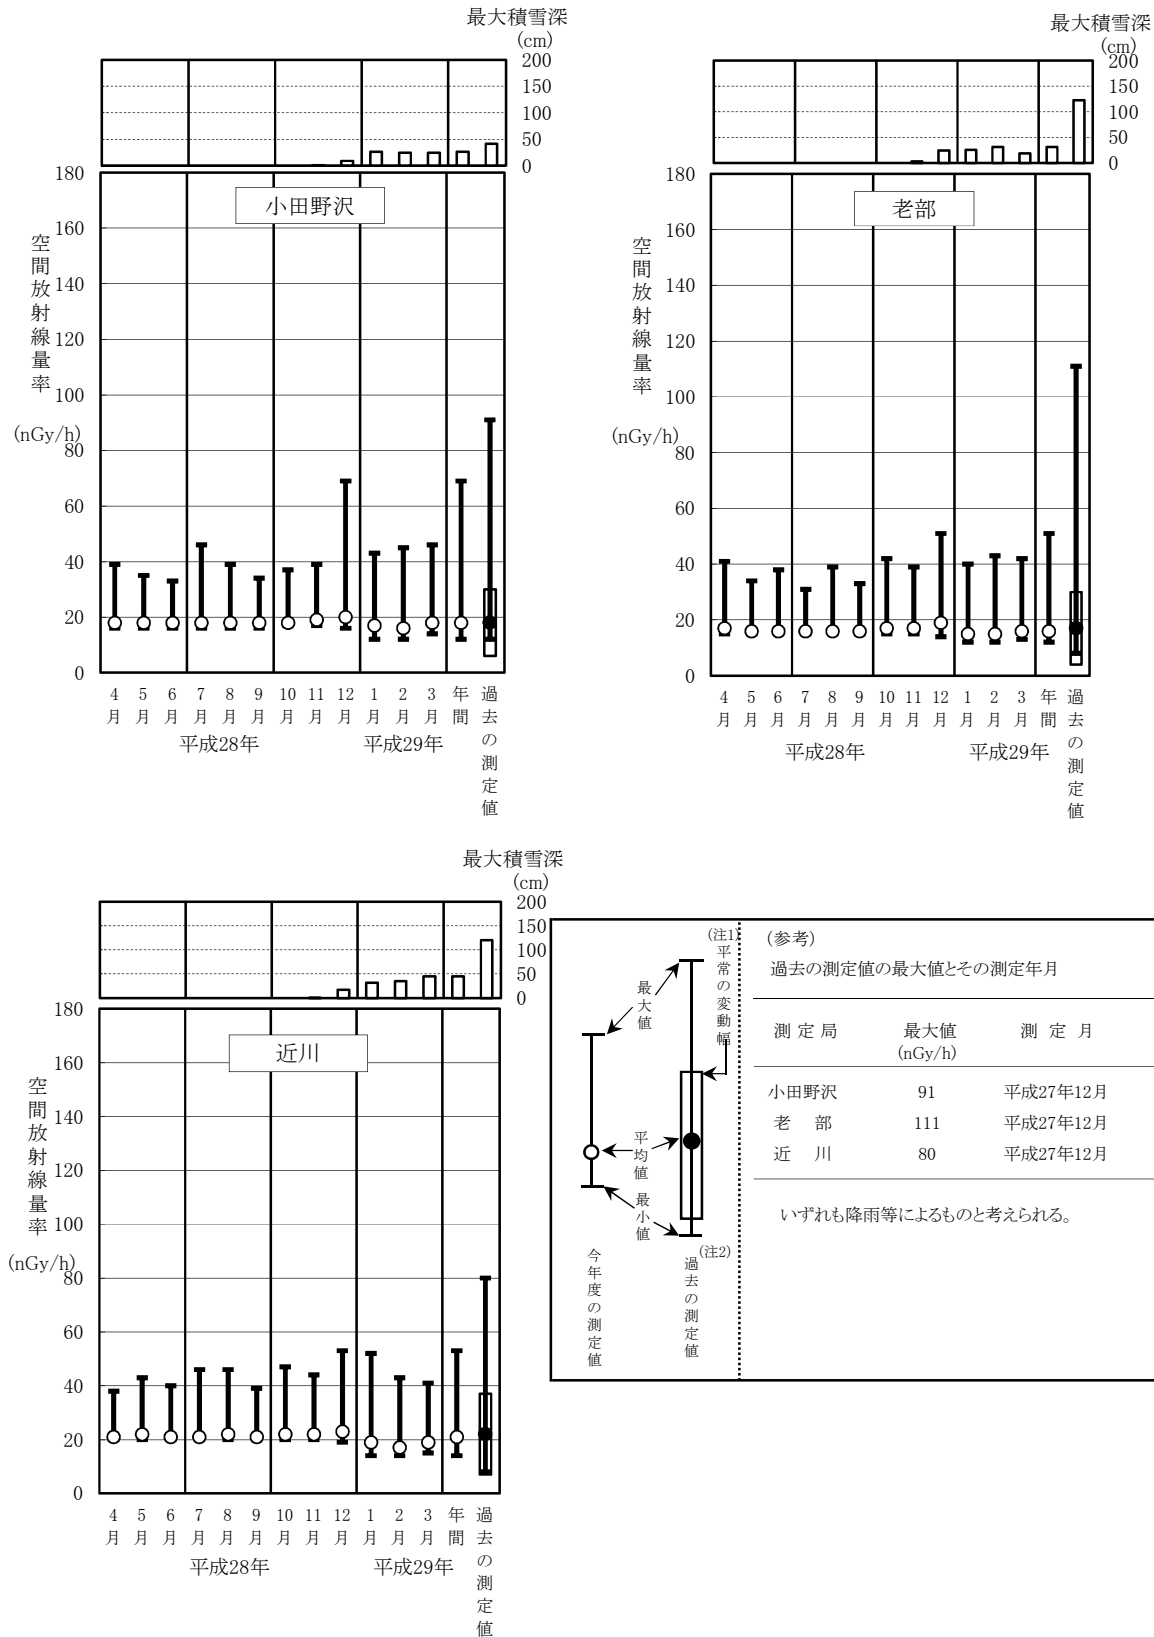 最大積雪深
(cm)
200
150
100
50
0
小田野沢
空間放射線量率
(nGy/h)
180
160
140
120
100
80
60
40
20
0
4月 5月 6月 7月 8月 9月 10月 11月 12月 1月 2月 3月 年間 過去の測定値
平成28年 平成29年
最大積雪深
(cm)
200
150
100
50
0
老部
空間放射線量率
(nGy/h)
180
160
140
120
100
80
60
40
20
0
4月 5月 6月 7月 8月 9月 10月 11月 12月 1月 2月 3月 年間 過去の測定値
平成28年 平成29年
最大積雪深
(cm)
200
150
100
50
0
近川
空間放射線量率
(nGy/h)
180
160
140
120
100
80
60
40
20
0
4月 5月 6月 7月 8月 9月 10月 11月 12月 1月 2月 3月 年間 過去の測定値
平成28年 平成29年
(注1)
平常の変動幅
最大値
平均値
最小値
(注2)
今年度の測定値
過去の測定値
(参考)
過去の測定値の最大値とその測定年月
測定局 最大値 測定月
(nGy/h)
小田野沢 91 平成27年12月
老部 111 平成27年12月
近川 80 平成27年12月
いずれも降雨等によるものと考えられる。